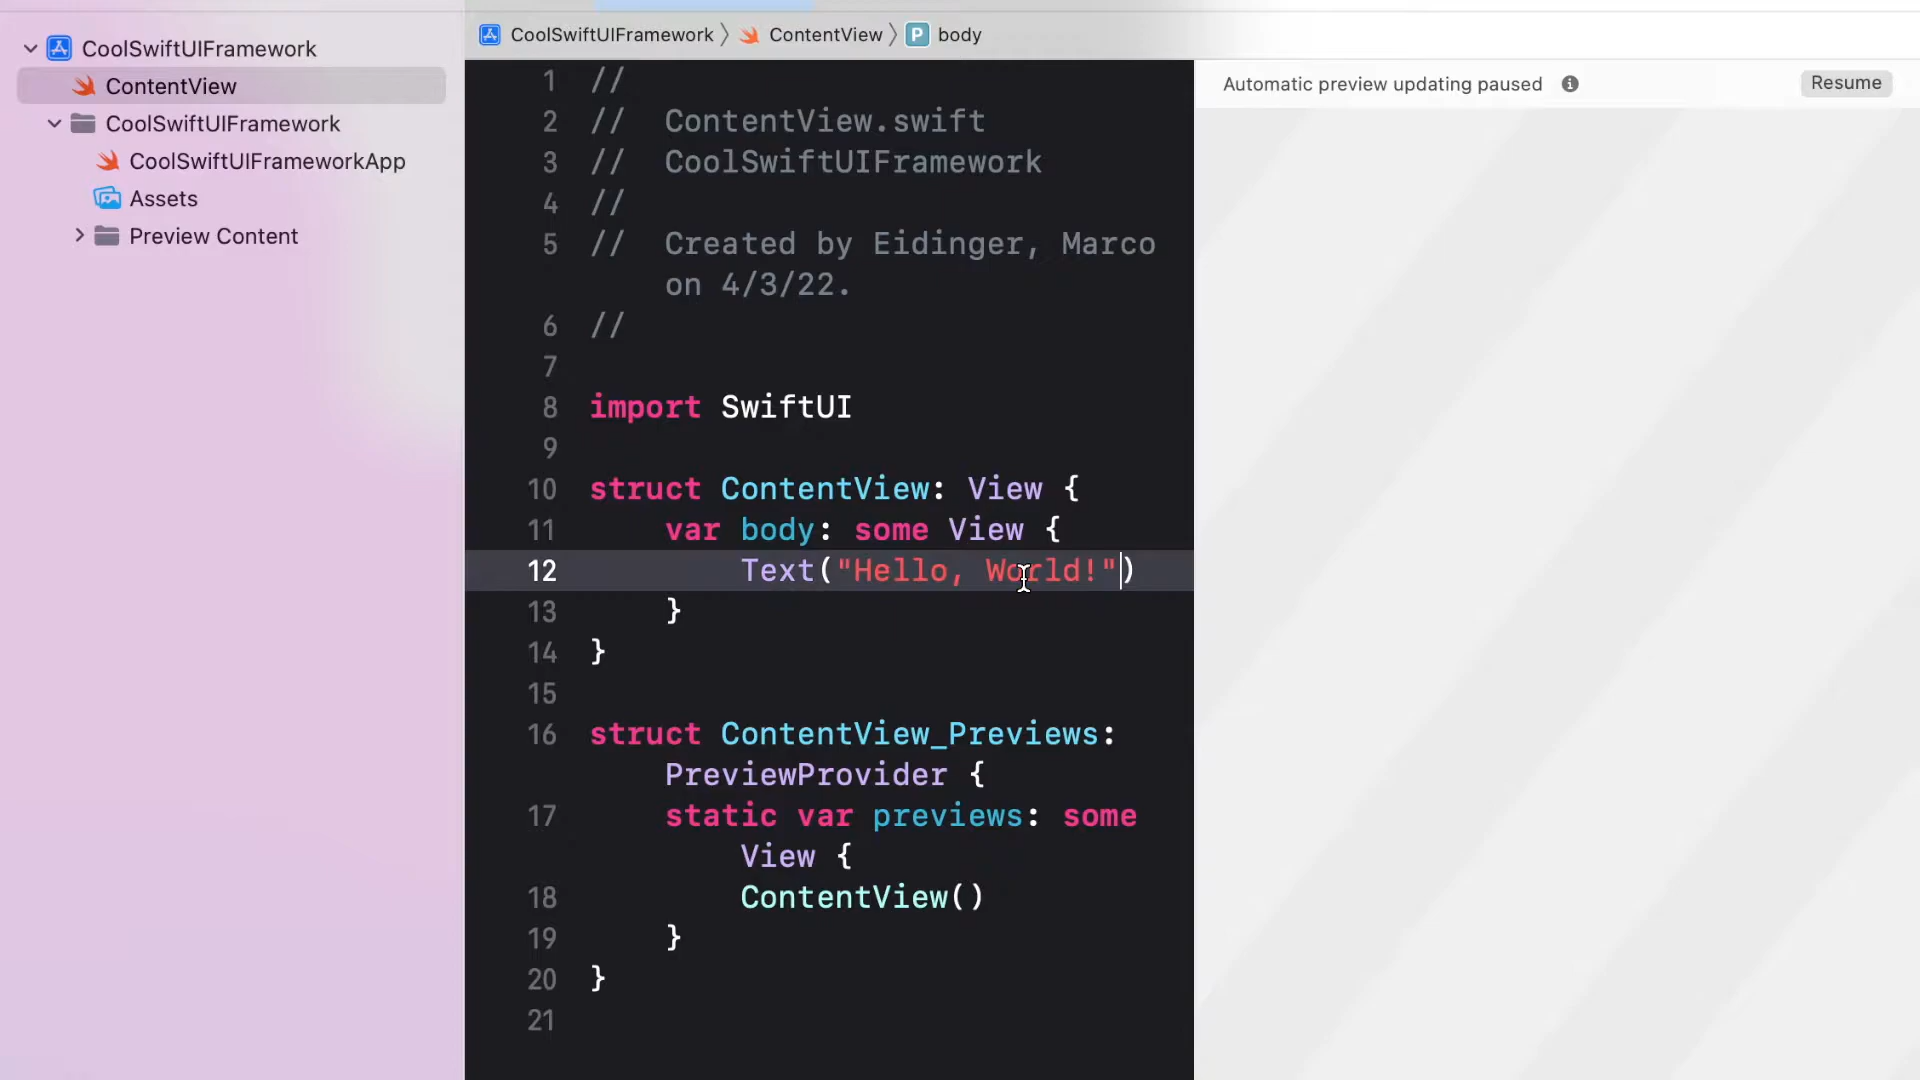 CoolSwiftUIFramework
ContentView
CoolSwiftUIFramework
CoolSwiftUIFrameworkApp
Assets
Preview Content
CoolSwiftUIFramework 〉 ContentView 〉 P body
1 //
2 //  ContentView.swift
3 //  CoolSwiftUIFramework
4 //
5 //  Created by Eidinger, Marco
on 4/3/22.
6 //
7
8 import SwiftUI
9
10 struct ContentView: View {
11     var body: some View {
12         Text("Hello, World!")
13     }
14 }
15
16 struct ContentView_Previews:
PreviewProvider {
17     static var previews: some
View {
18         ContentView()
19     }
20 }
21
Automatic preview updating paused
Resume